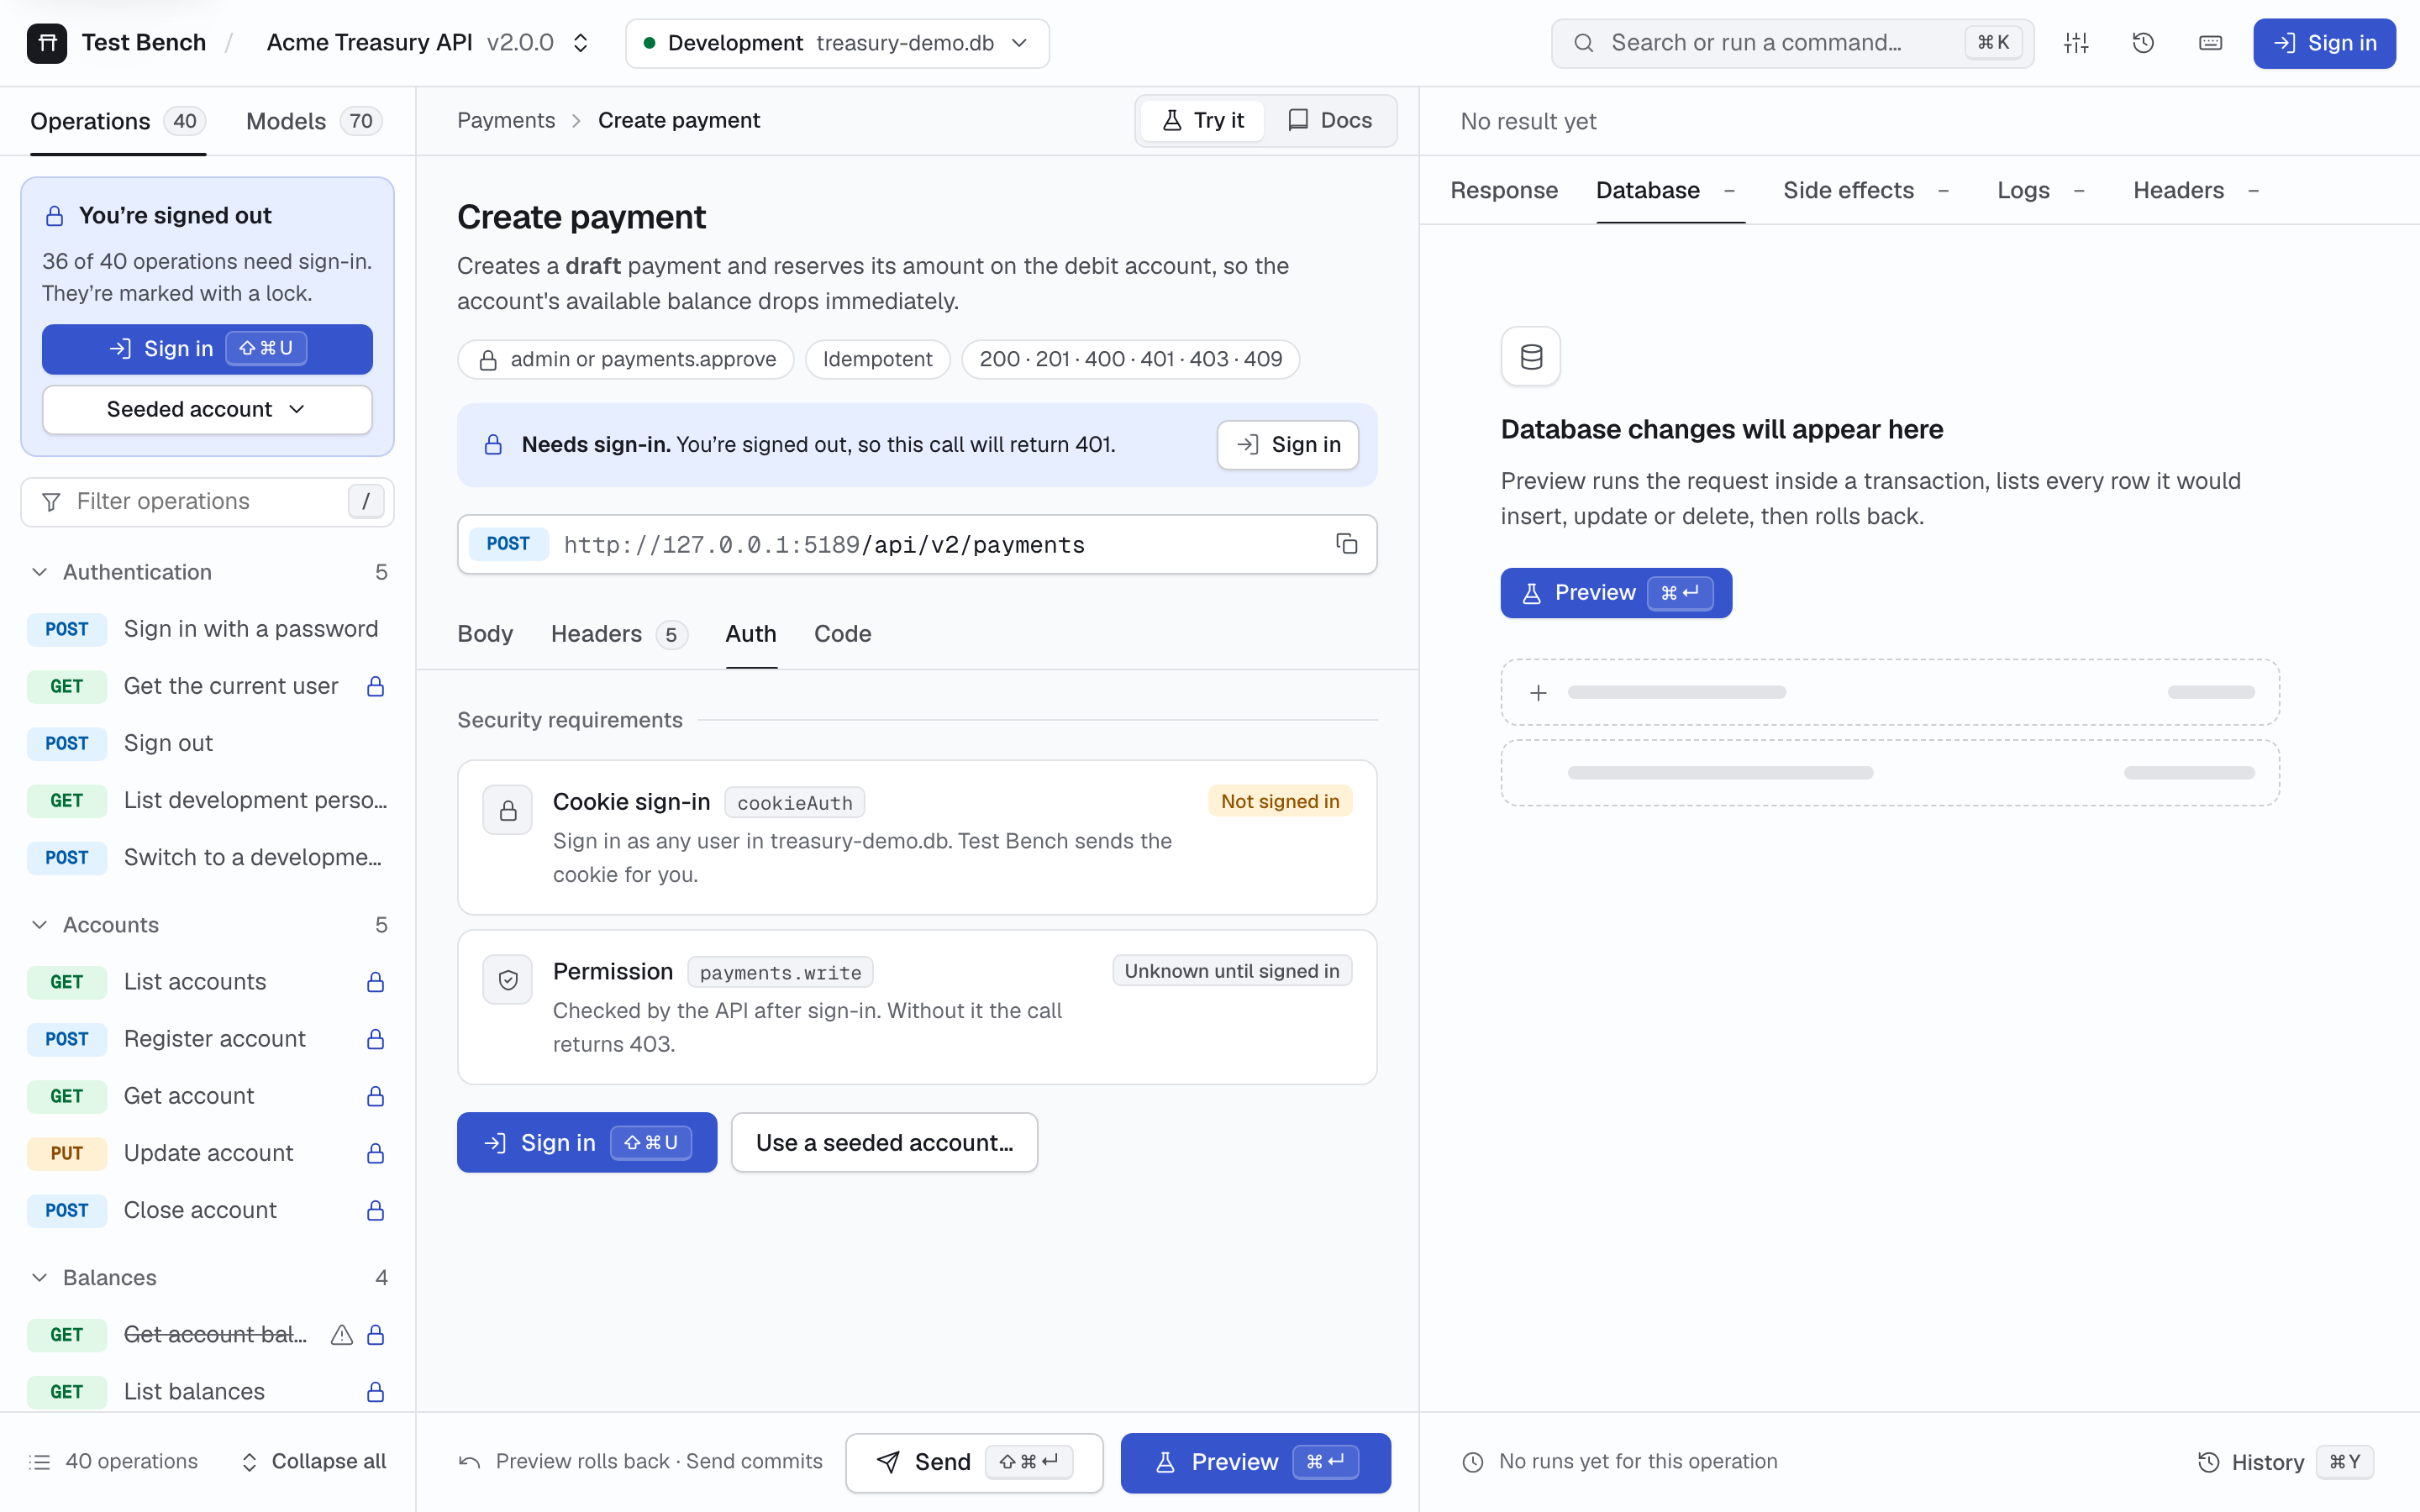 Test Bench / Acme Treasury API v2.0.0
Development treasury-demo.db
Search or run a command… ⌘K
Sign in
Operations 40
Models 70
You’re signed out
36 of 40 operations need sign-in.
They’re marked with a lock.
Sign in ⇧⌘U
Seeded account
Filter operations /
Authentication 5
POST Sign in with a password
GET Get the current user
POST Sign out
GET List development perso…
POST Switch to a developme…
Accounts 5
GET List accounts
POST Register account
GET Get account
PUT Update account
POST Close account
Balances 4
GET Get account bal…
GET List balances
40 operations
Collapse all
Payments > Create payment
Try it
Docs
Create payment
Creates a draft payment and reserves its amount on the debit account, so the
account's available balance drops immediately.
admin or payments.approve
Idempotent
200 · 201 · 400 · 401 · 403 · 409
Needs sign-in. You’re signed out, so this call will return 401.
Sign in
POST http://127.0.0.1:5189/api/v2/payments
Body
Headers 5
Auth
Code
Security requirements
Cookie sign-in cookieAuth
Not signed in
Sign in as any user in treasury-demo.db. Test Bench sends the
cookie for you.
Permission payments.write
Unknown until signed in
Checked by the API after sign-in. Without it the call
returns 403.
Sign in ⇧⌘U
Use a seeded account…
Preview rolls back · Send commits
Send ⇧⌘↵
Preview ⌘↵
No result yet
Response
Database –
Side effects –
Logs –
Headers –
Database changes will appear here
Preview runs the request inside a transaction, lists every row it would
insert, update or delete, then rolls back.
Preview ⌘↵
No runs yet for this operation
History ⌘Y